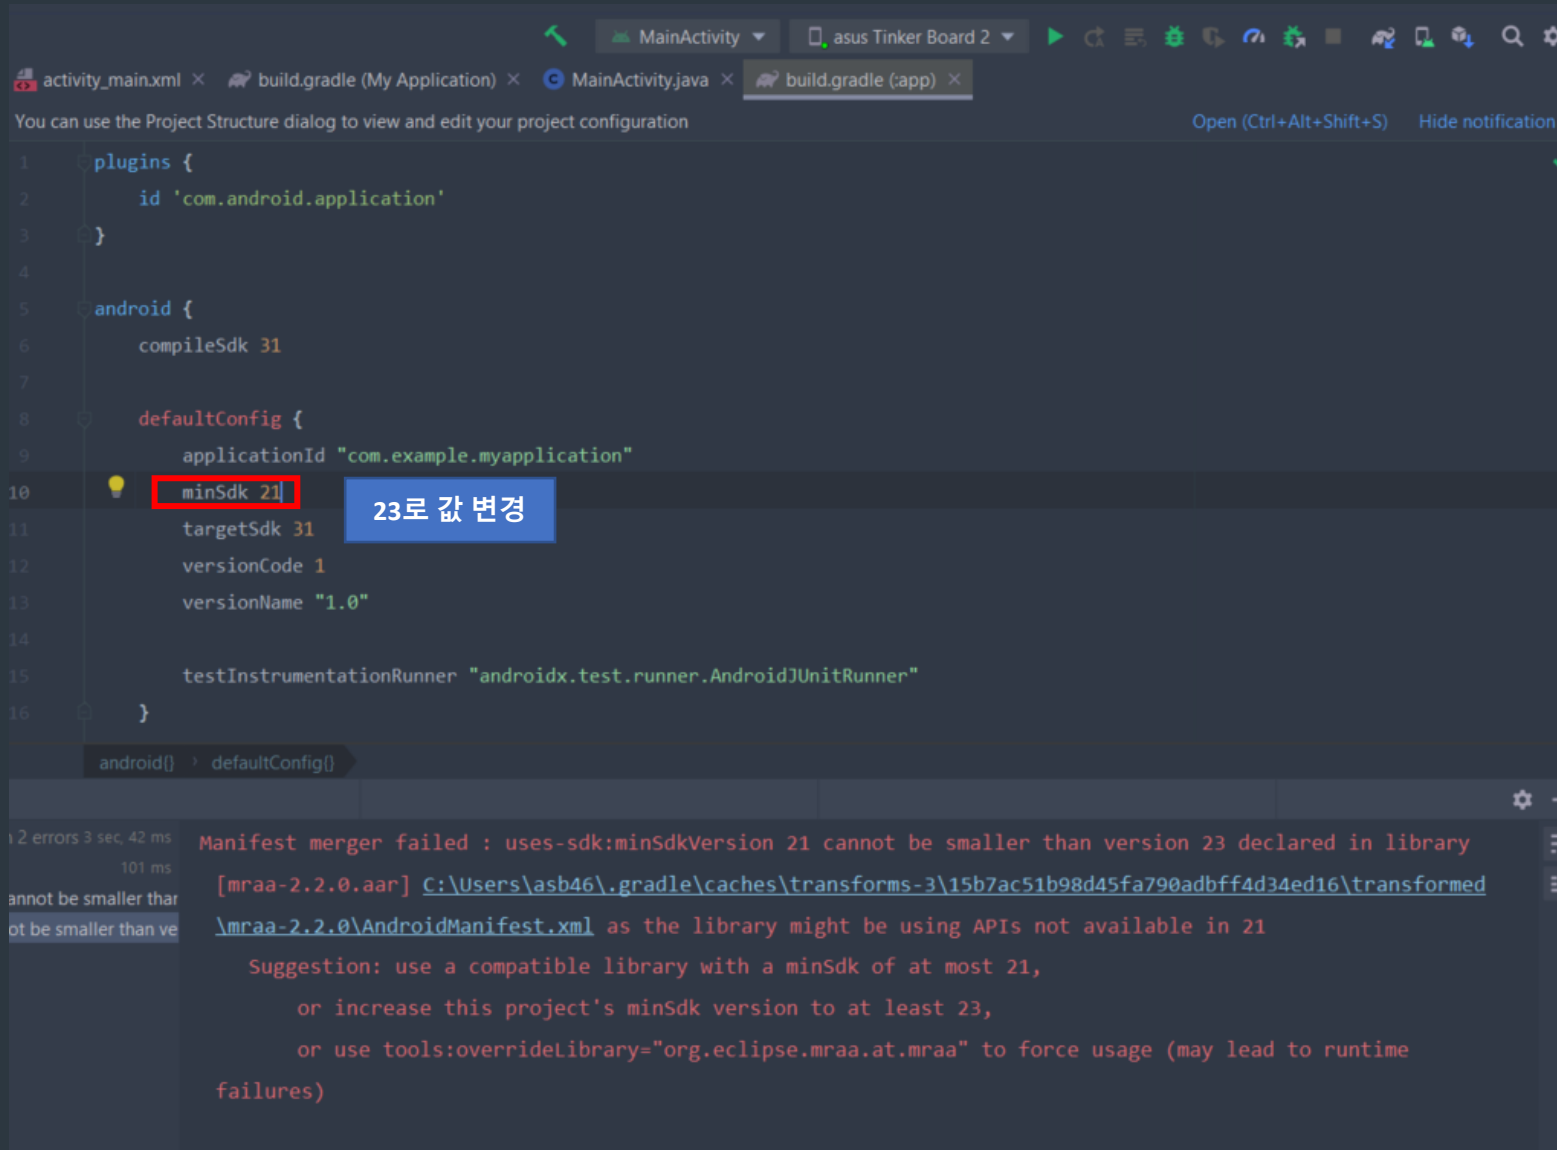 MainActivity asus Tinker Board 2
activity_main.xml build.gradle (My Application) MainActivity.java build.gradle (:app)
You can use the Project Structure dialog to view and edit your project configuration Open (Ctrl+Alt+Shift+S) Hide notification
1 plugins {
2 id 'com.android.application'
3 }
4
5 android {
6 compileSdk 31
7
8 defaultConfig {
9 applicationId "com.example.myapplication"
10 minSdk 21
23로 값 변경
11 targetSdk 31
12 versionCode 1
13 versionName "1.0"
14
15 testInstrumentationRunner "androidx.test.runner.AndroidJUnitRunner"
16 }
android{} › defaultConfig{}
2 errors 3 sec, 42 ms
101 ms
annot be smaller than
ot be smaller than ve
Manifest merger failed : uses-sdk:minSdkVersion 21 cannot be smaller than version 23 declared in library
[mraa-2.2.0.aar] C:\Users\asb46\.gradle\caches\transforms-3\15b7ac51b98d45fa790adbff4d34ed16\transformed
\mraa-2.2.0\AndroidManifest.xml as the library might be using APIs not available in 21
Suggestion: use a compatible library with a minSdk of at most 21,
or increase this project's minSdk version to at least 23,
or use tools:overrideLibrary="org.eclipse.mraa.at.mraa" to force usage (may lead to runtime
failures)